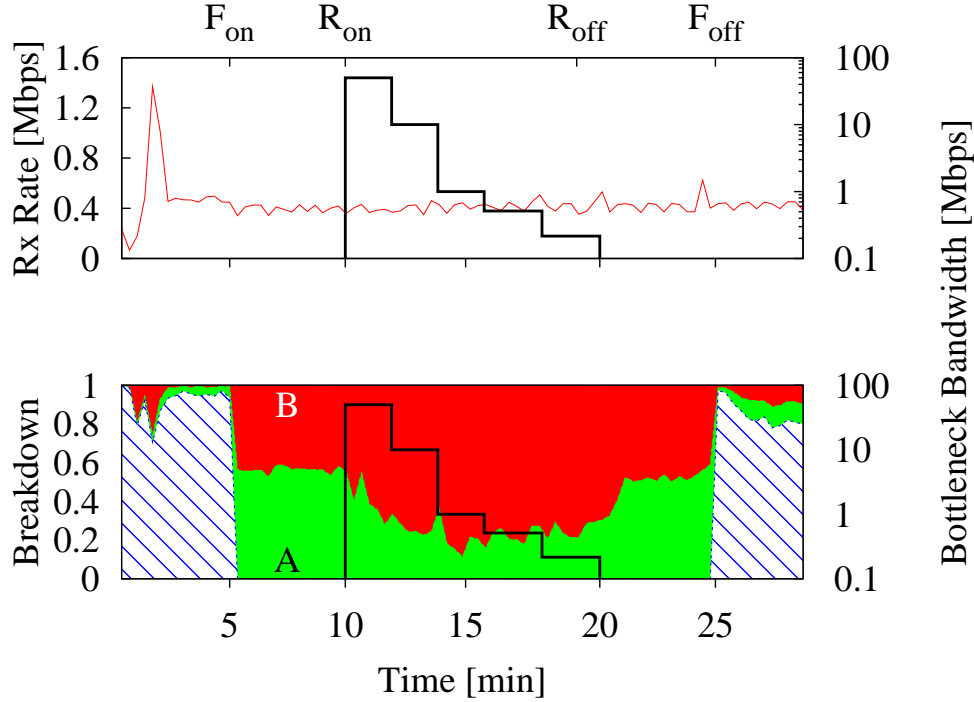 F_on R_on R_off F_off
Rx Rate [Mbps]
1.6
1.2
0.8
0.4
0
100
10
1
0.1
Bottleneck Bandwidth [Mbps]
Breakdown
1
0.8
0.6
0.4
0.2
0
B
A
100
10
1
0.1
5 10 15 20 25
Time [min]